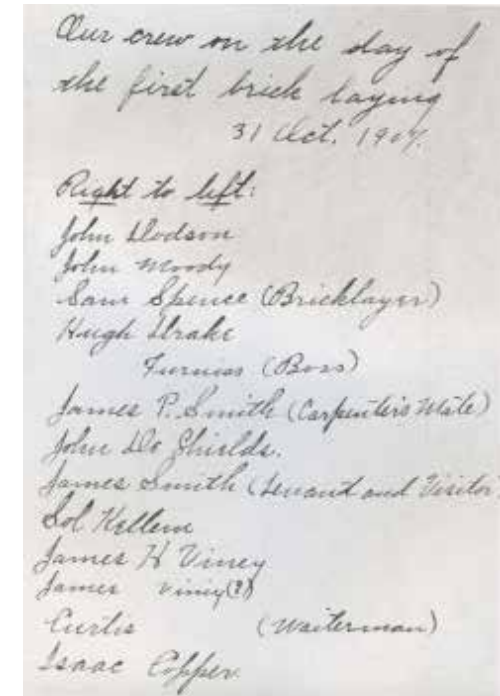 Our crew on the day of
the first brick laying
31 Oct. 1907.
Right to left:
John Dodson
John Moody
Sam Spence (Bricklayer)
Hugh Drake
Furniss (Boss)
James P. Smith (Carpenter's Mate)
John De Shields.
James Smith (Tenant and Visitor
Sol Kellem
James H Viney
James Viney(?)
Curtis (Waiterman)
Isaac Copper.